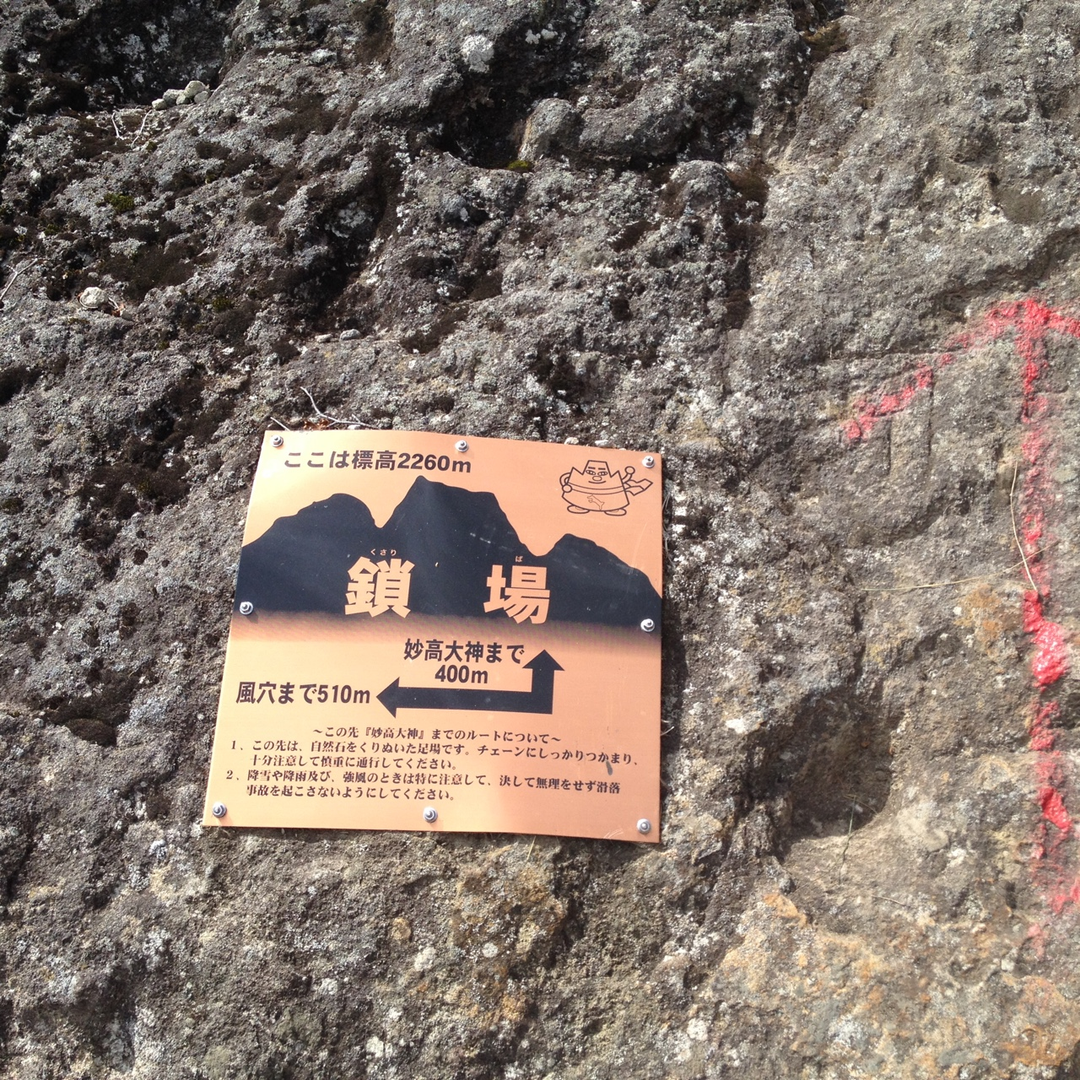 ここは標高2260m
くさり ば
鎖 場
妙高大神まで
400m
風穴まで510m
～この先『妙高大神』までのルートについて～
1、この先は、自然石をくりぬいた足場です。チェーンにしっかりつかまり、
十分注意して慎重に通行してください。
2、降雪や降雨及び、強風のときは特に注意して、決して無理をせず滑落
事故を起こさないようにしてください。